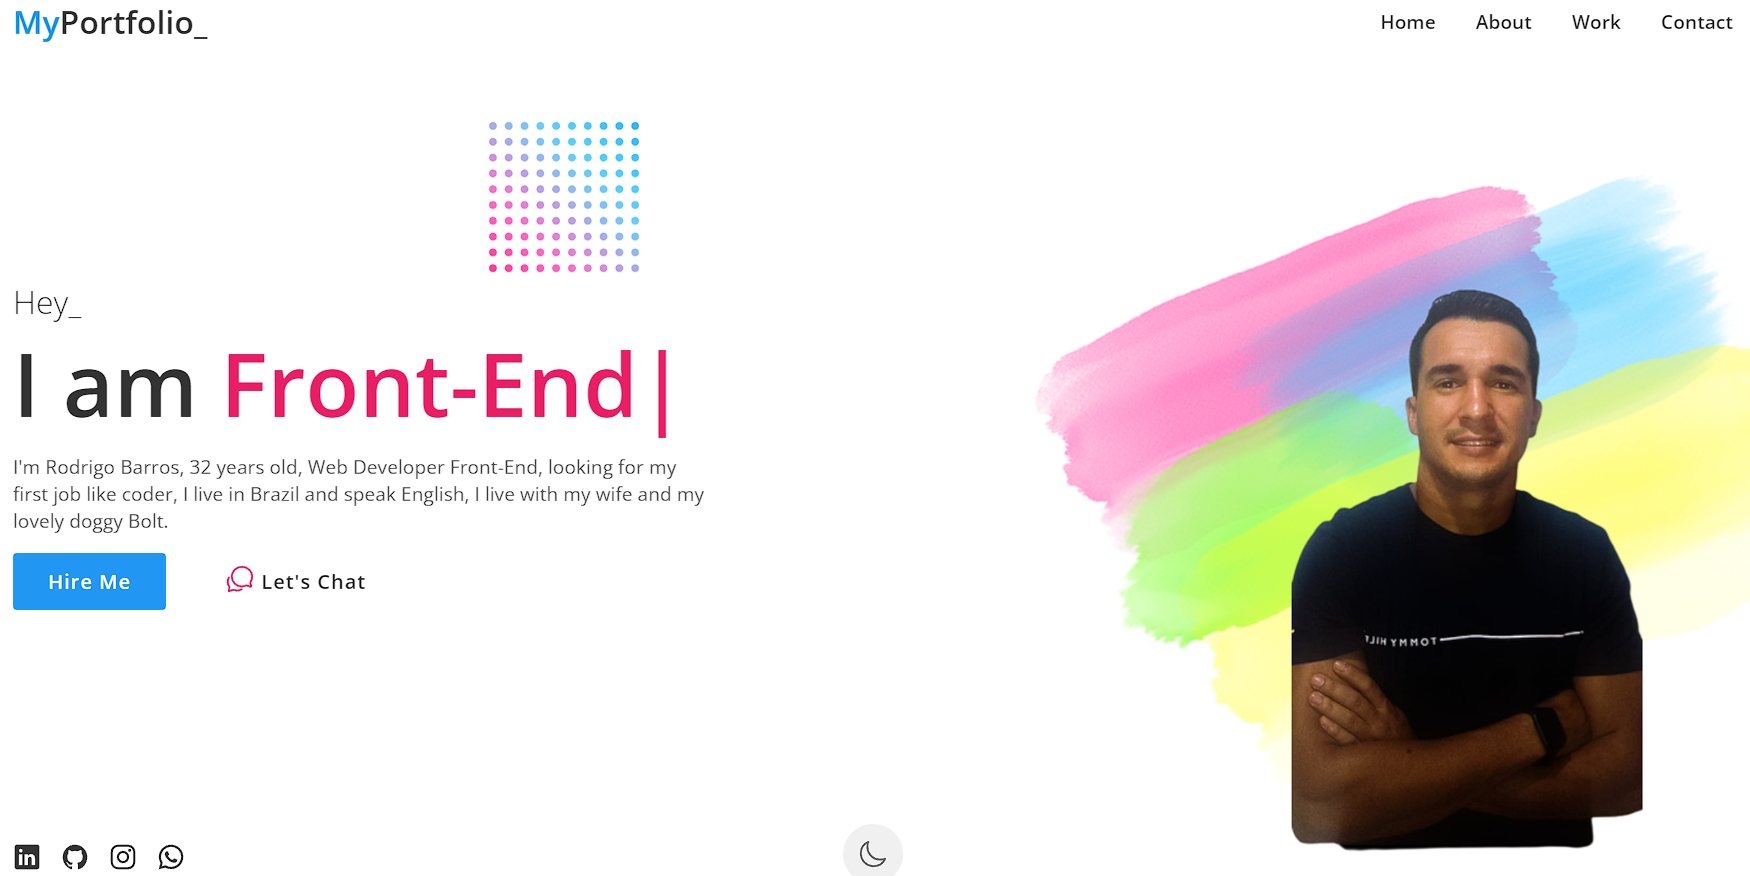 MyPortfolio_
Home About Work Contact
Hey_
I am Front-End|
I'm Rodrigo Barros, 32 years old, Web Developer Front-End, looking for my
first job like coder, I live in Brazil and speak English, I live with my wife and my
lovely doggy Bolt.
Hire Me
Let's Chat
TOMMY HILF
in